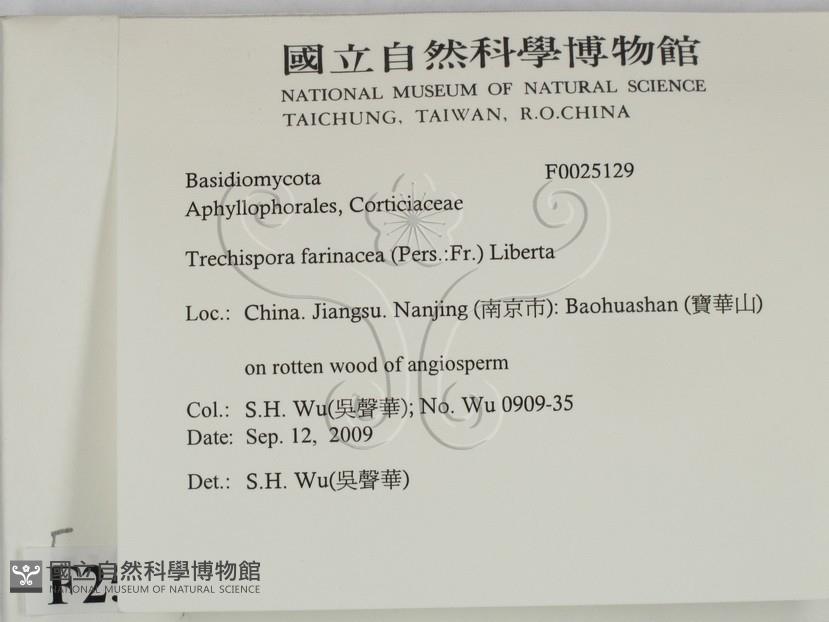 國立自然科學博物館
NATIONAL MUSEUM OF NATURAL SCIENCE
TAICHUNG, TAIWAN, R.O.CHINA
Basidiomycota F0025129
Aphyllophorales, Corticiaceae
Trechispora farinacea (Pers.:Fr.) Liberta
Loc.: China. Jiangsu. Nanjing (南京市): Baohuashan (寶華山)
on rotten wood of angiosperm
Col.: S.H. Wu(吳聲華); No. Wu 0909-35
Date: Sep. 12, 2009
Det.: S.H. Wu(吳聲華)
國立自然科學博物館
NATIONAL MUSEUM OF NATURAL SCIENCE